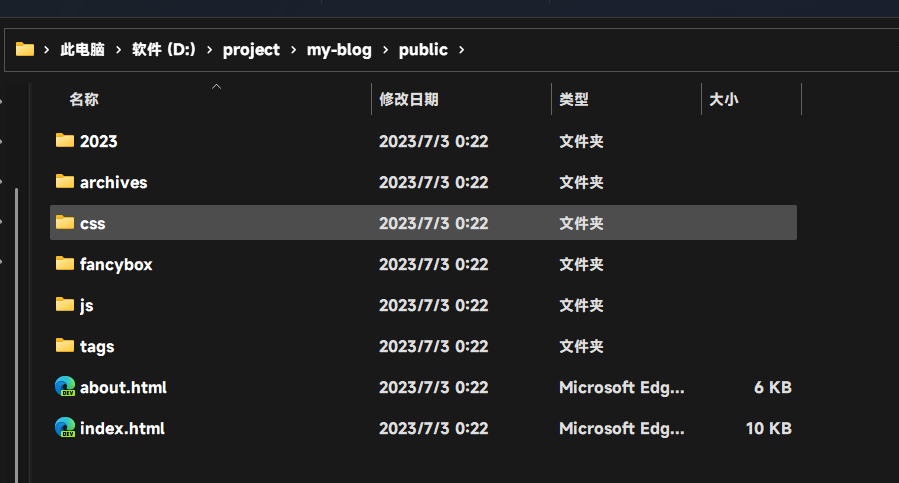 此电脑 › 软件 (D:) › project › my-blog › public ›
名称 修改日期 类型 大小
2023 2023/7/3 0:22 文件夹
archives 2023/7/3 0:22 文件夹
css 2023/7/3 0:22 文件夹
fancybox 2023/7/3 0:22 文件夹
js 2023/7/3 0:22 文件夹
tags 2023/7/3 0:22 文件夹
DEV about.html 2023/7/3 0:22 Microsoft Edg... 6 KB
DEV index.html 2023/7/3 0:22 Microsoft Edg... 10 KB